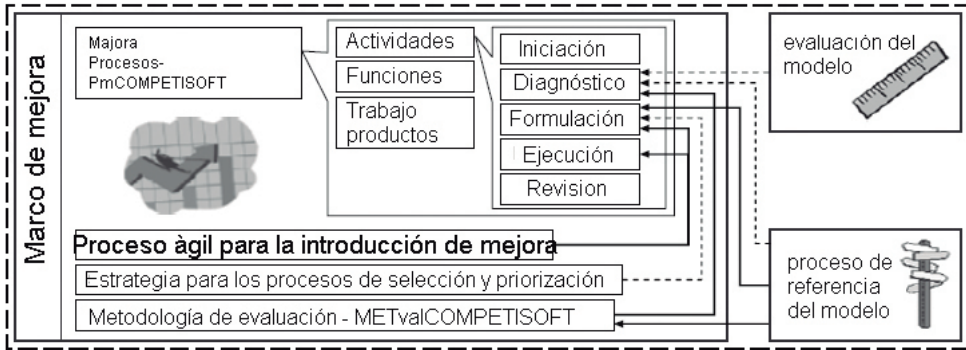 Marco de mejora
Majora
Procesos-
PmCOMPETISOFT
Actividades
Funciones
Trabajo
productos
Iniciación
Diagnóstico
Formulación
Ejecución
Revision
Proceso àgil para la introducción de mejora
Estrategia para los procesos de selección y priorización
Metodología de evaluación - METvalCOMPETISOFT
evaluación del
modelo
proceso de
referencia
del modelo